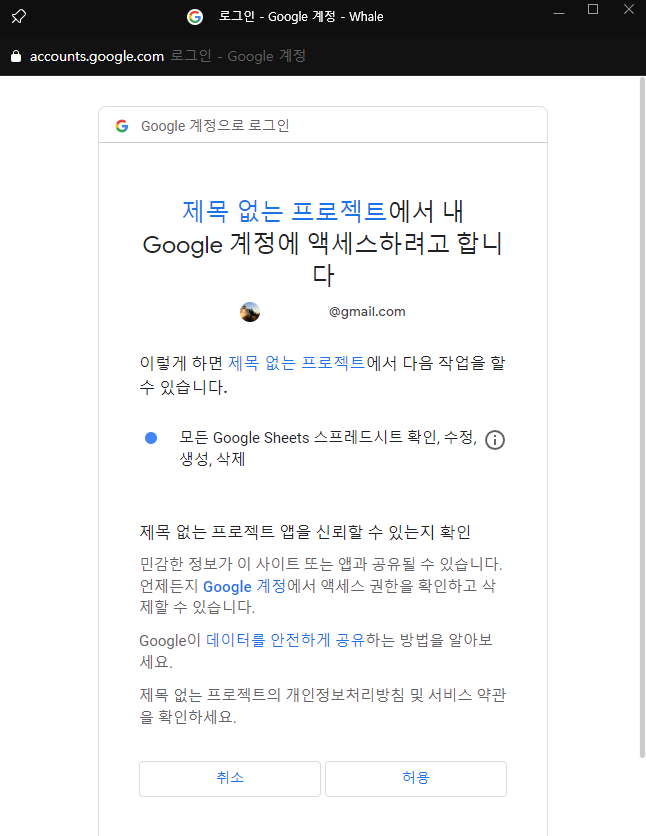 로그인 - Google 계정 - Whale
accounts.google.com 로그인 - Google 계정
Google 계정으로 로그인
제목 없는 프로젝트에서 내
Google 계정에 액세스하려고 합니
다
@gmail.com
이렇게 하면 제목 없는 프로젝트에서 다음 작업을 할
수 있습니다.
모든 Google Sheets 스프레드시트 확인, 수정,
생성, 삭제
제목 없는 프로젝트 앱을 신뢰할 수 있는지 확인
민감한 정보가 이 사이트 또는 앱과 공유될 수 있습니다.
언제든지 Google 계정에서 액세스 권한을 확인하고 삭
제할 수 있습니다.
Google이 데이터를 안전하게 공유하는 방법을 알아보
세요.
제목 없는 프로젝트의 개인정보처리방침 및 서비스 약관
을 확인하세요.
취소
허용